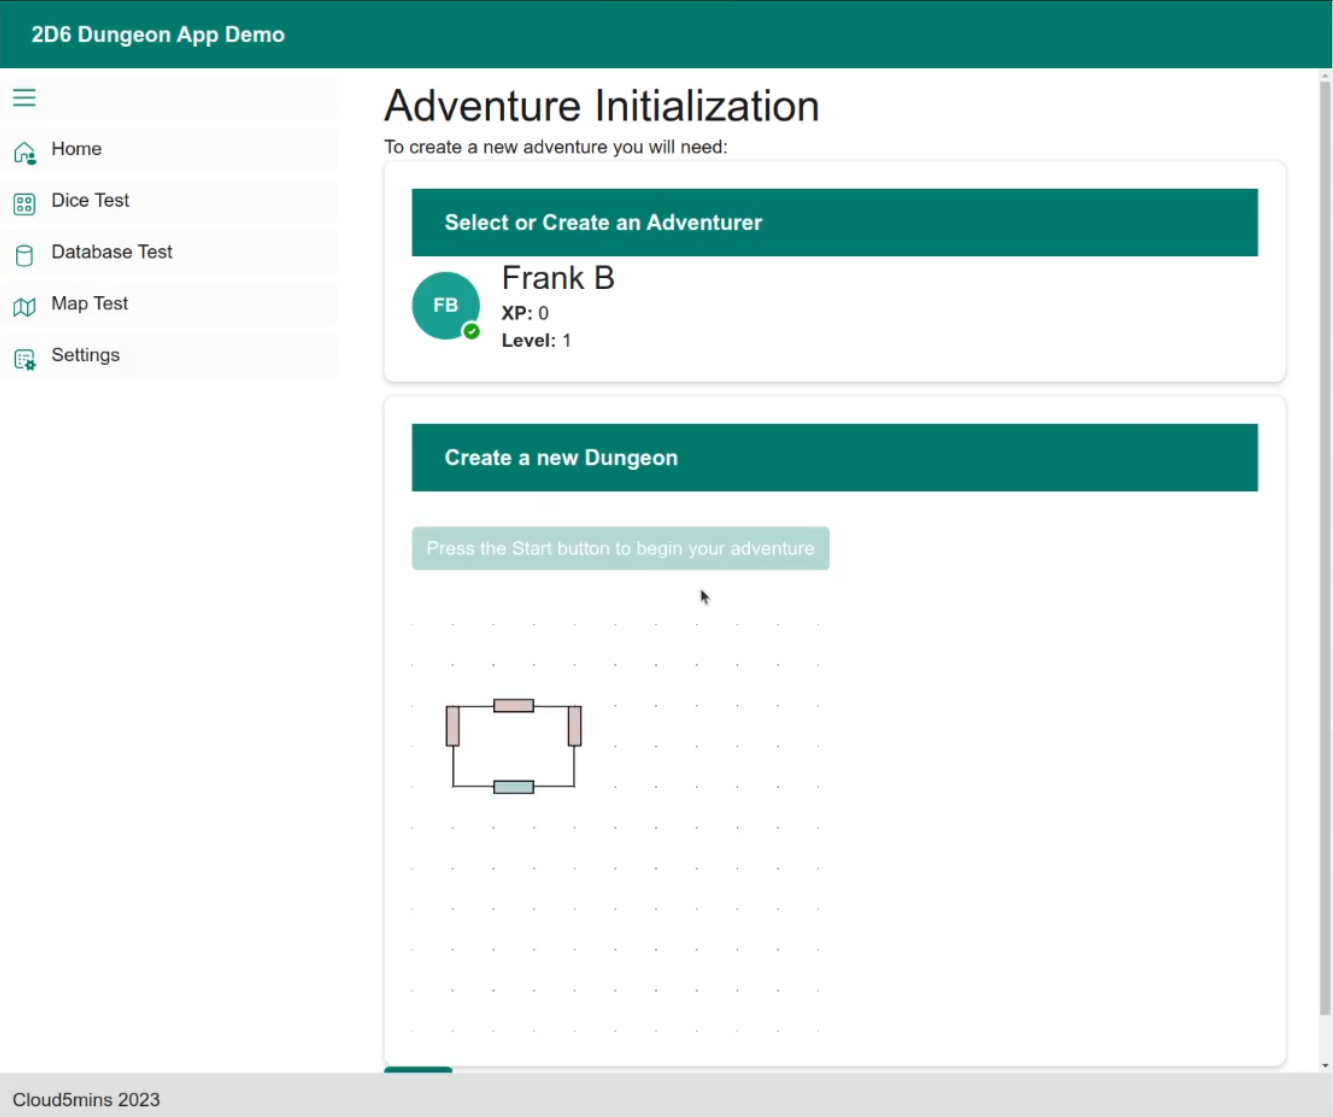 2D6 Dungeon App Demo
Home
Dice Test
Database Test
Map Test
Settings
Adventure Initialization
To create a new adventure you will need:
Select or Create an Adventurer
FB
Frank B
XP: 0
Level: 1
Create a new Dungeon
Press the Start button to begin your adventure
Cloud5mins 2023